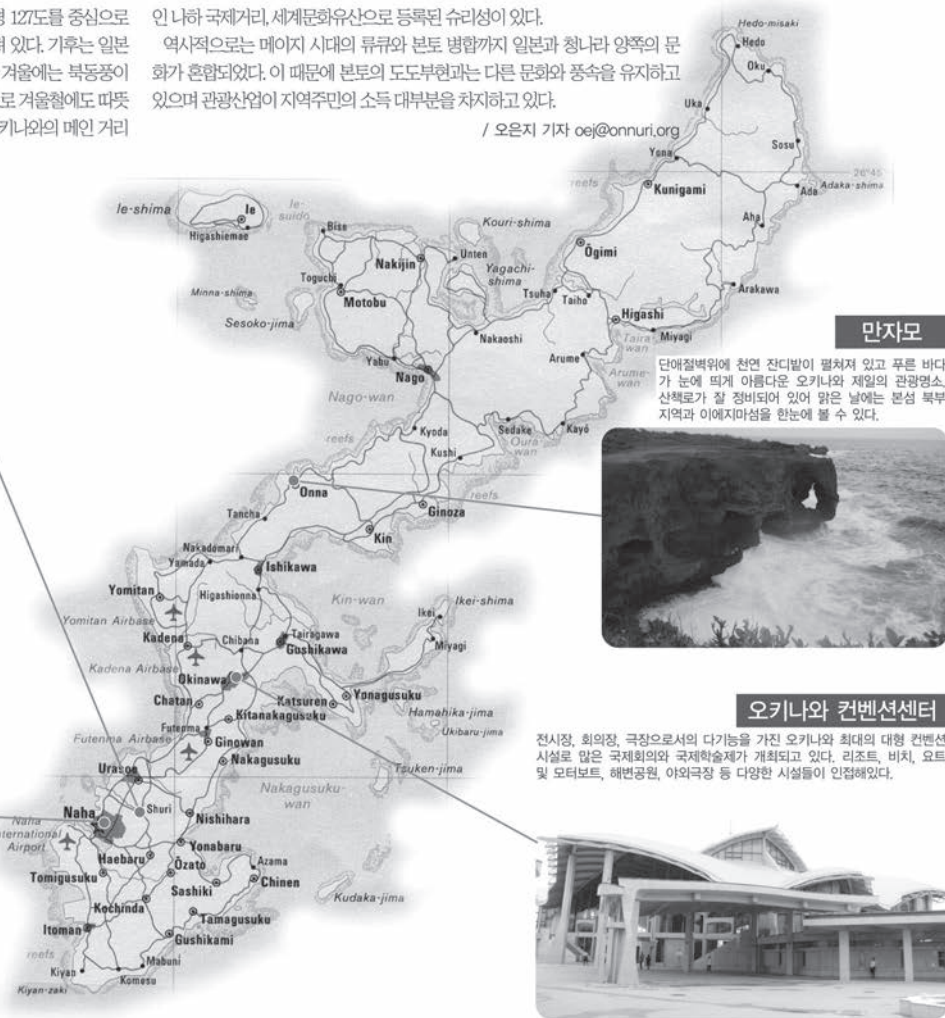 령 127도를 중심으로
져 있다. 기후는 일본
겨울에는 북동풍이
로 겨울철에도 따뜻
키나와의 메인 거리
인 나하 국제거리, 세계문화유산으로 등록된 슈리성이 있다.
역사적으로는 메이지 시대의 류큐와 본토 병합까지 일본과 청나라 양쪽의 문
화가 혼합되었다. 이 때문에 본토의 도도부현과는 다른 문화와 풍속을 유지하고
있으며 관광산업이 지역주민의 소득 대부분을 차지하고 있다.
/ 오은지 기자 oej@onnuri.org
Hedo-misaki
Hedo
Oku
Uka
Sosu
Yona
reefs
26°45
Kunigami
Ada
Adaka-shima
Ie-shima
Ie
Ie-suido
Higashiemae
Bise
Kouri-shima
Aha
Nakijin
Unten
Ōgimi
Yagachi-shima
Toguchi
Motobu
Minna-shima
Sesoko-jima
Tsuha
Taiho
Arakawa
Higashi
Miyagi
Taira wan
Nakaoshi
Arume
Arume-wan
Yabu
Nago
Nago-wan
reefs
Kyoda
Sedake
Oura wan
Kayō
Kushi
reefs
Onna
Ginoza
Tancha
Kin
Nakadomari
Yamada
Ishikawa
Yomitan
Higashionna
Kin-wan
Ikei-shima
Ikei
Yomitan Airbase
Kadena
Chibana
Tairagawa
Gushikawa
Miyagi
Kadena Airbase
Okinawa
Chatan
Katsuren
Yonagusuku
Kitanakagusuku
Hamahika-jima
Futenma
Ukibaru-jima
Futenma Airbase
Ginowan
Nakagusuku
Urasoe
Tsuken-jima
Nakagusuku-wan
Naha
Shuri
Nishihara
Naha
nternational
Airport
Haebaru
Yonabaru
Ōzato
Azama
Tomigusuku
Sashiki
Chinen
Kochinda
Kudaka-jima
Tamagusuku
Itoman
Gushikami
reefs
Mabuni
Kiyan
Komesu
Kiyan-zaki
만자모
단애절벽위에 천연 잔디밭이 펼쳐져 있고 푸른 바다
가 눈에 띄게 아름다운 오키나와 제일의 관광명소.
산책로가 잘 정비되어 있어 맑은 날에는 본섬 북부
지역과 이에지마섬을 한눈에 볼 수 있다.
오키나와 컨벤션센터
전시장, 회의장, 극장으로서의 다기능을 가진 오키나와 최대의 대형 컨벤션
시설로 많은 국제회의와 국제학술제가 개최되고 있다. 리조트, 비치, 요트
및 모터보트, 해변공원, 야외극장 등 다양한 시설들이 인접해있다.